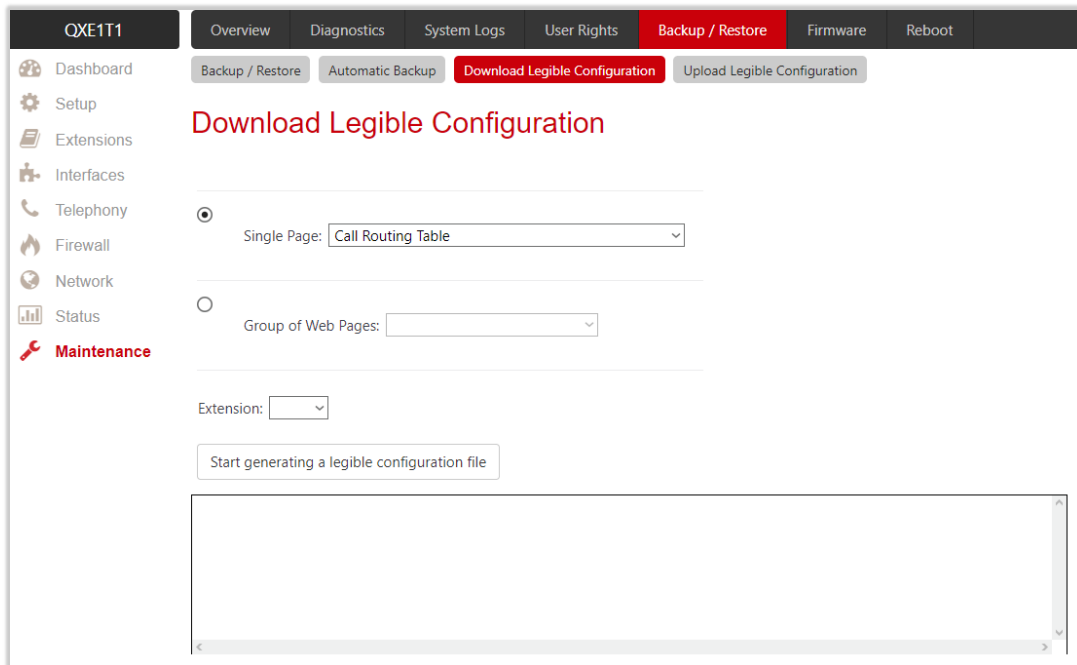 QXE1T1
Overview Diagnostics System Logs User Rights Backup / Restore Firmware Reboot
Dashboard
Setup
Extensions
Interfaces
Telephony
Firewall
Network
Status
Maintenance
Backup / Restore Automatic Backup Download Legible Configuration Upload Legible Configuration
Download Legible Configuration
Single Page: Call Routing Table
Group of Web Pages:
Extension:
Start generating a legible configuration file